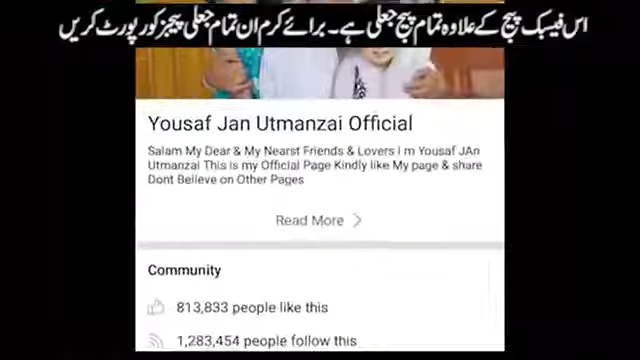 اس فیسبک پیج کے علاوہ تمام پیج جعلی ہے۔ برائے کرم ان تمام جعلی پیجز کو رپورٹ کریں
Yousaf Jan Utmanzai Official
Salam My Dear & My Nearst Friends & Lovers i m Yousaf JAn
Utmanzai This is my Official Page Kindly like My page & share
Dont Believe on Other Pages
Read More
Community
813,833 people like this
1,283,454 people follow this